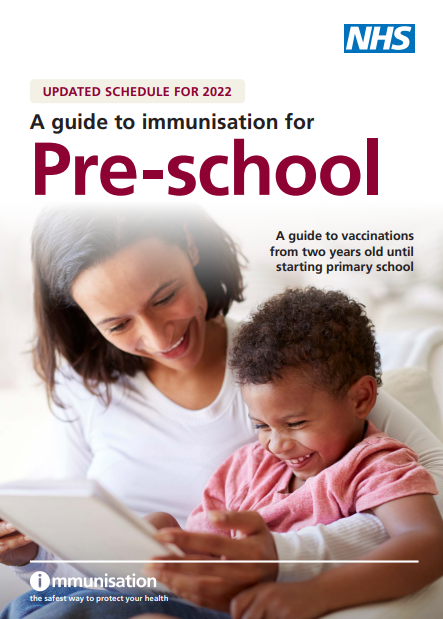 NHS
UPDATED SCHEDULE FOR 2022
A guide to immunisation for
Pre-school
A guide to vaccinations
from two years old until
starting primary school
immunisation
the safest way to protect your health